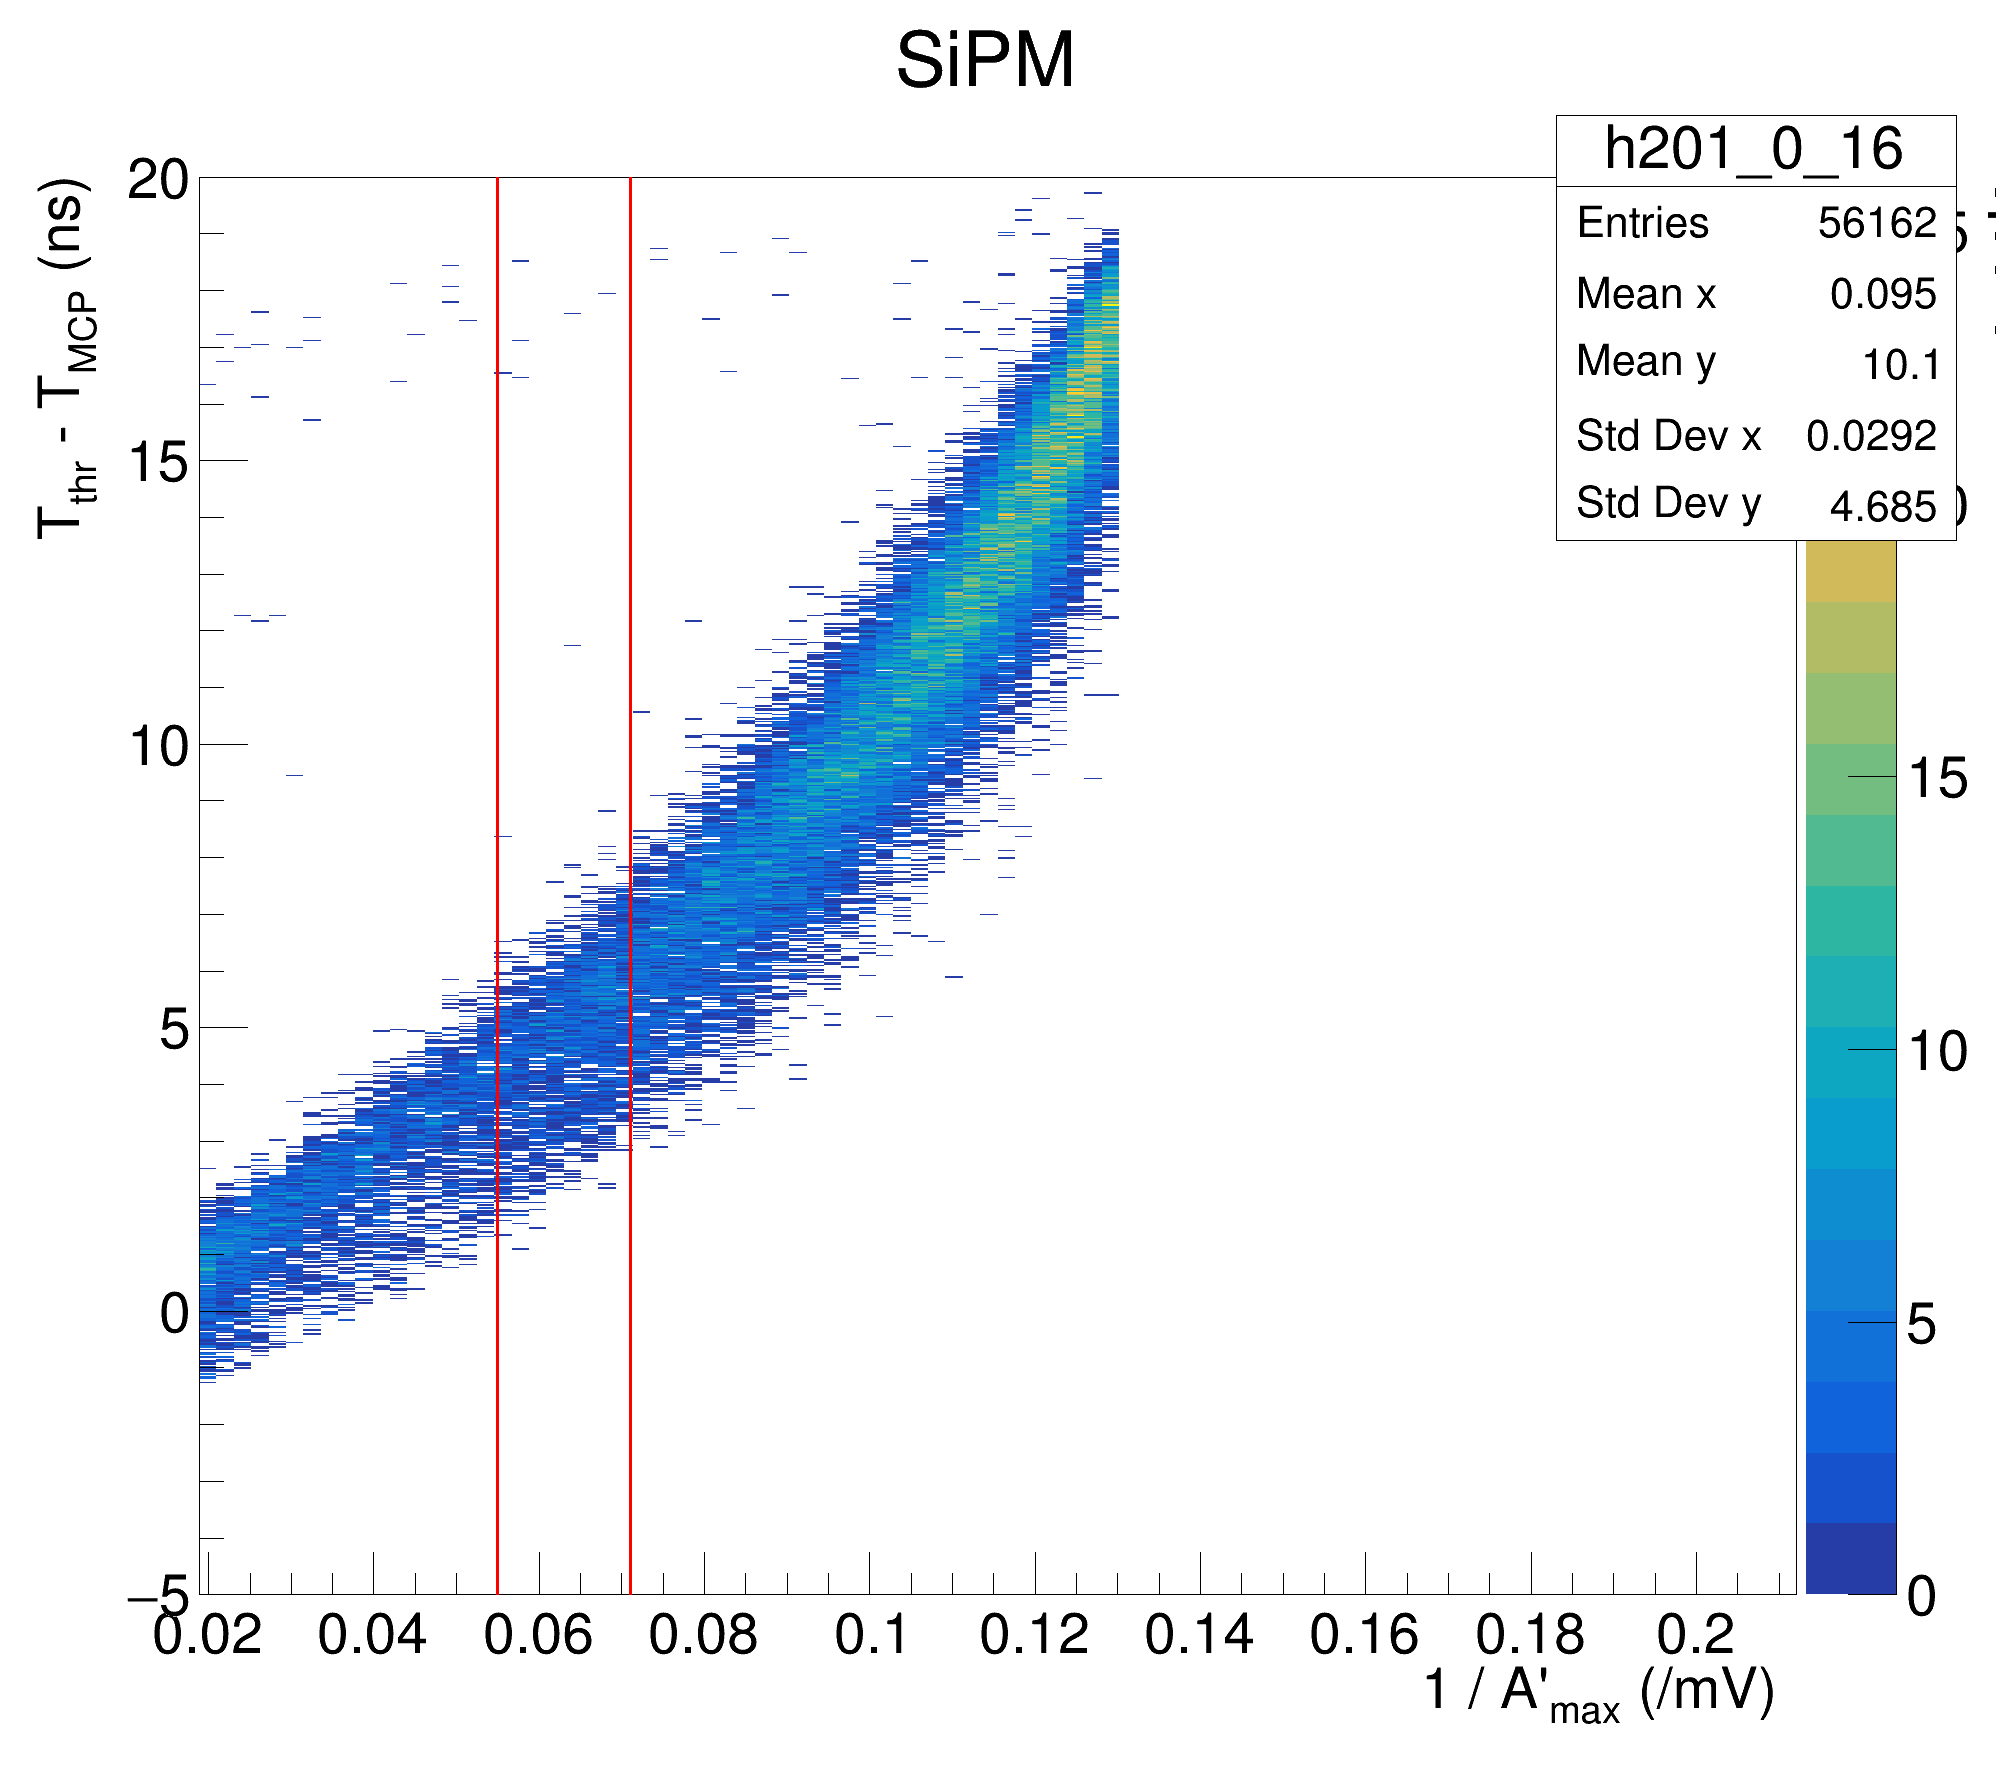 SiPM
h201_0_16
Entries 56162
Mean x 0.095
Mean y 10.1
Std Dev x 0.0292
Std Dev y 4.685
T_thr - T_MCP (ns)
20
15
10
5
0
−5
0.02 0.04 0.06 0.08 0.1 0.12 0.14 0.16 0.18 0.2
1 / A'_max (/mV)
15
10
5
0